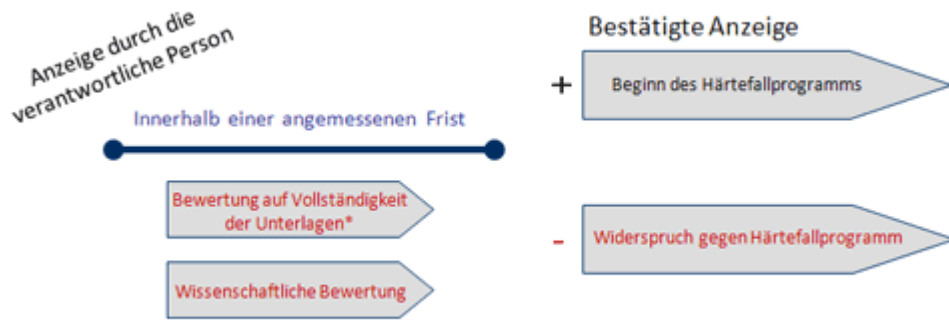 Anzeige durch die
verantwortliche Person
Innerhalb einer angemessenen Frist
Bewertung auf Vollständigkeit
der Unterlagen*
Wissenschaftliche Bewertung
Bestätigte Anzeige
+
Beginn des Härtefallprogramms
-
Widerspruch gegen Härtefallprogramm